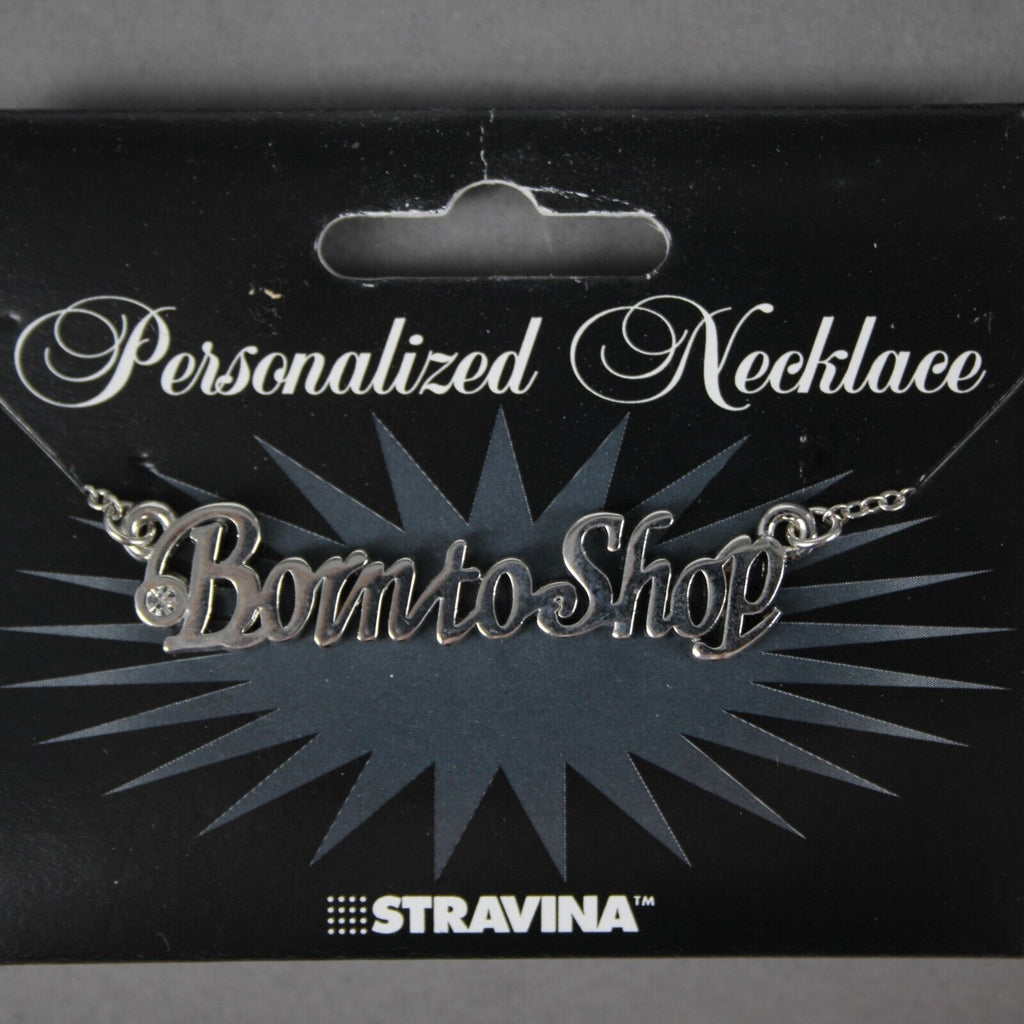 Personalized Necklace
Born to Shop
STRAVINA™